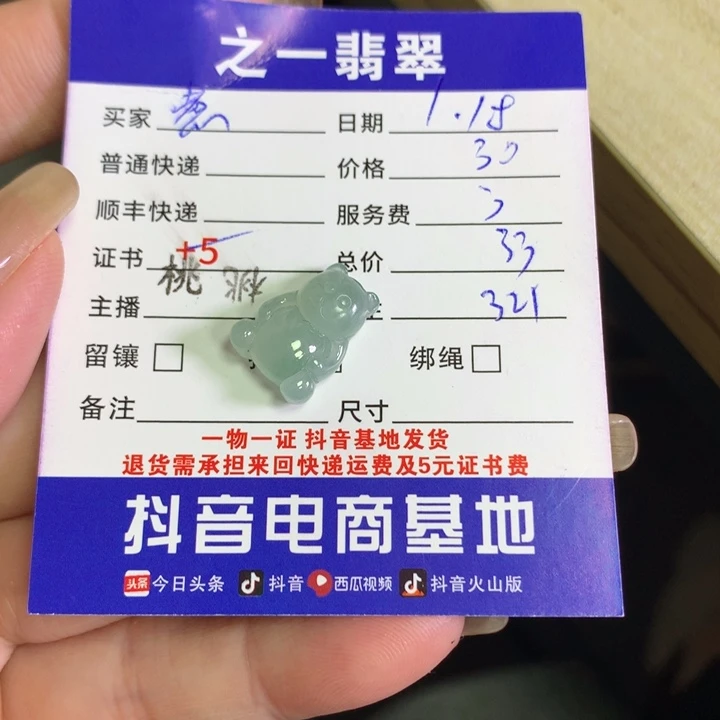 之一翡翠
买家 日期 1.18
普通快递 价格 30
顺丰快递 服务费 3
证书 +5 总价 33
主播 桃 桃 321
留镶 绑绳
备注 尺寸
一物一证 抖音基地发货
退货需承担来回快递运费及5元证书费
抖音电商基地
头条 今日头条 抖音 西瓜视频 抖音火山版